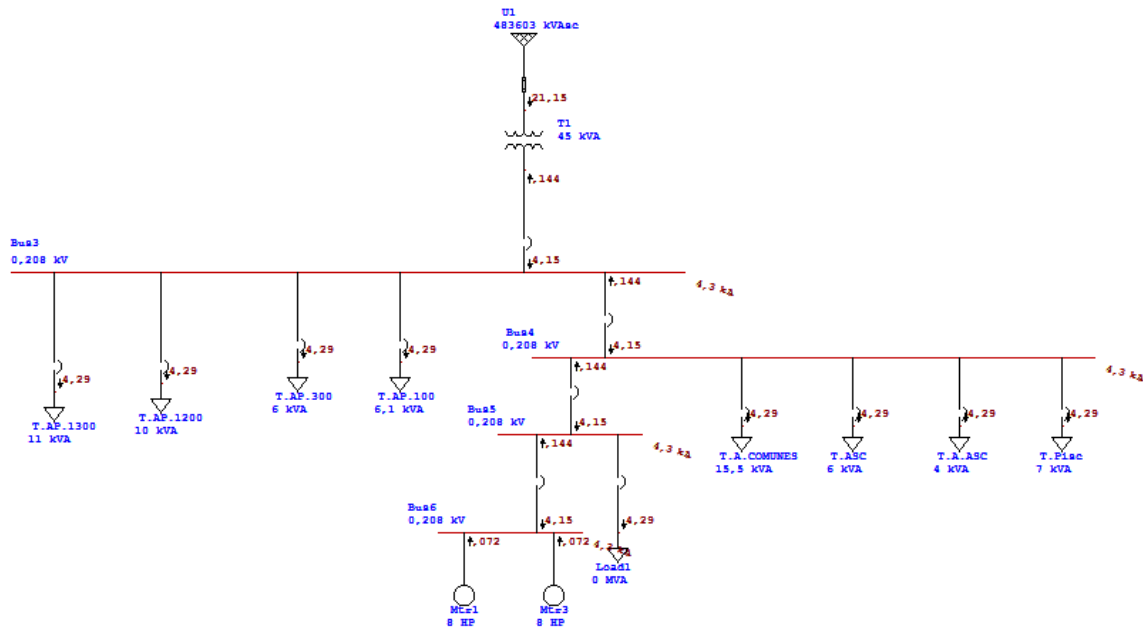 U1
483603 kVAsc
21,15
T1
45 kVA
,144
Bus3
0,208 kV
4,15
4,3 kA
,144
Bus4
0,208 kV
4,15
4,3 kA
4,29
4,29
4,29
4,29
T.AP.1300
11 kVA
T.AP.1200
10 kVA
T.AP.300
6 kVA
T.AP.100
6,1 kVA
,144
Bus5
0,208 kV
4,15
4,3 kA
4,29
4,29
4,29
4,29
T.A.COMUNES
15,5 kVA
T.ASC
6 kVA
T.A.ASC
4 kVA
T.Pisc
7 kVA
,144
Bus6
0,208 kV
4,15
4,29
,072
,072
4,3 kA
Load1
0 MVA
Mtr1
8 HP
Mtr3
8 HP